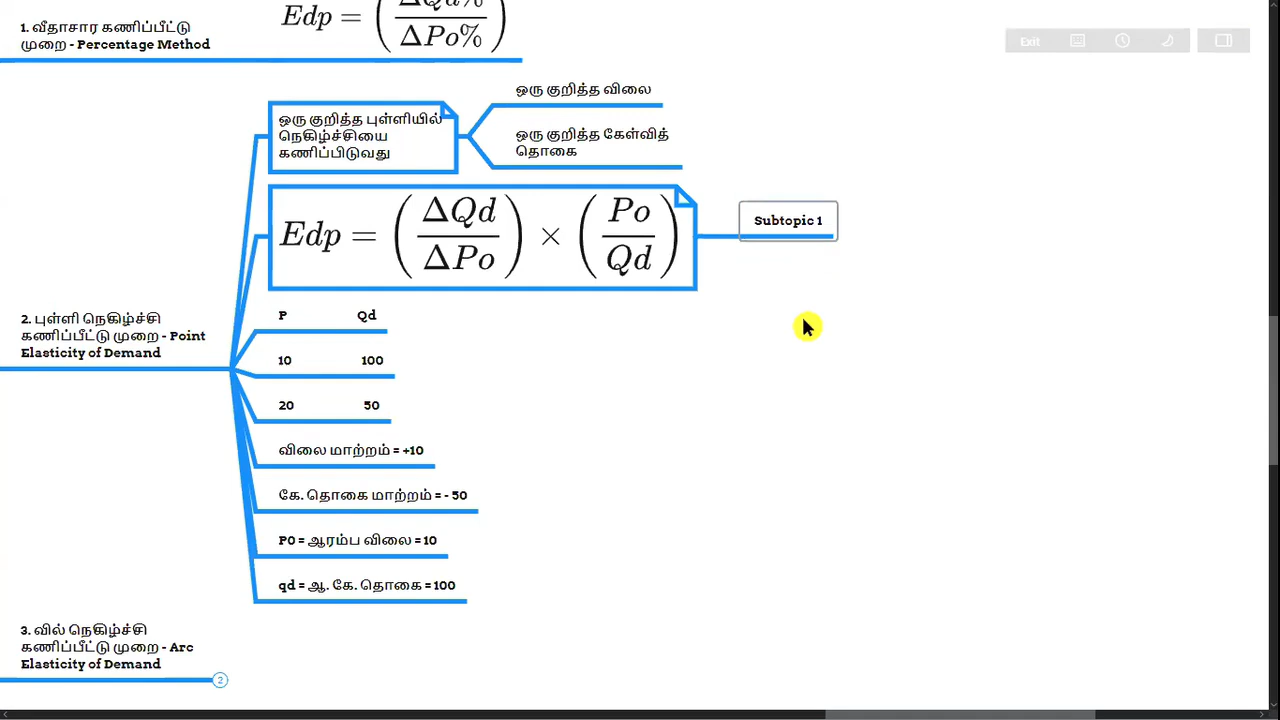 1. வீதாசார கணிப்பீட்டு
முறை - Percentage Method
Edp = (ΔQd% / ΔPo%)
ஒரு குறித்த புள்ளியில்
நெகிழ்ச்சியை
கணிப்பிடுவது
ஒரு குறித்த விலை
ஒரு குறித்த கேள்வித்
தொகை
Edp = (ΔQd / ΔPo) × (Po / Qd)
Subtopic 1
2. புள்ளி நெகிழ்ச்சி
கணிப்பீட்டு முறை - Point
Elasticity of Demand
P Qd
10 100
20 50
விலை மாற்றம் = +10
கே. தொகை மாற்றம் = - 50
P0 = ஆரம்ப விலை = 10
qd = ஆ. கே. தொகை = 100
3. வில் நெகிழ்ச்சி
கணிப்பீட்டு முறை - Arc
Elasticity of Demand
2
Exit